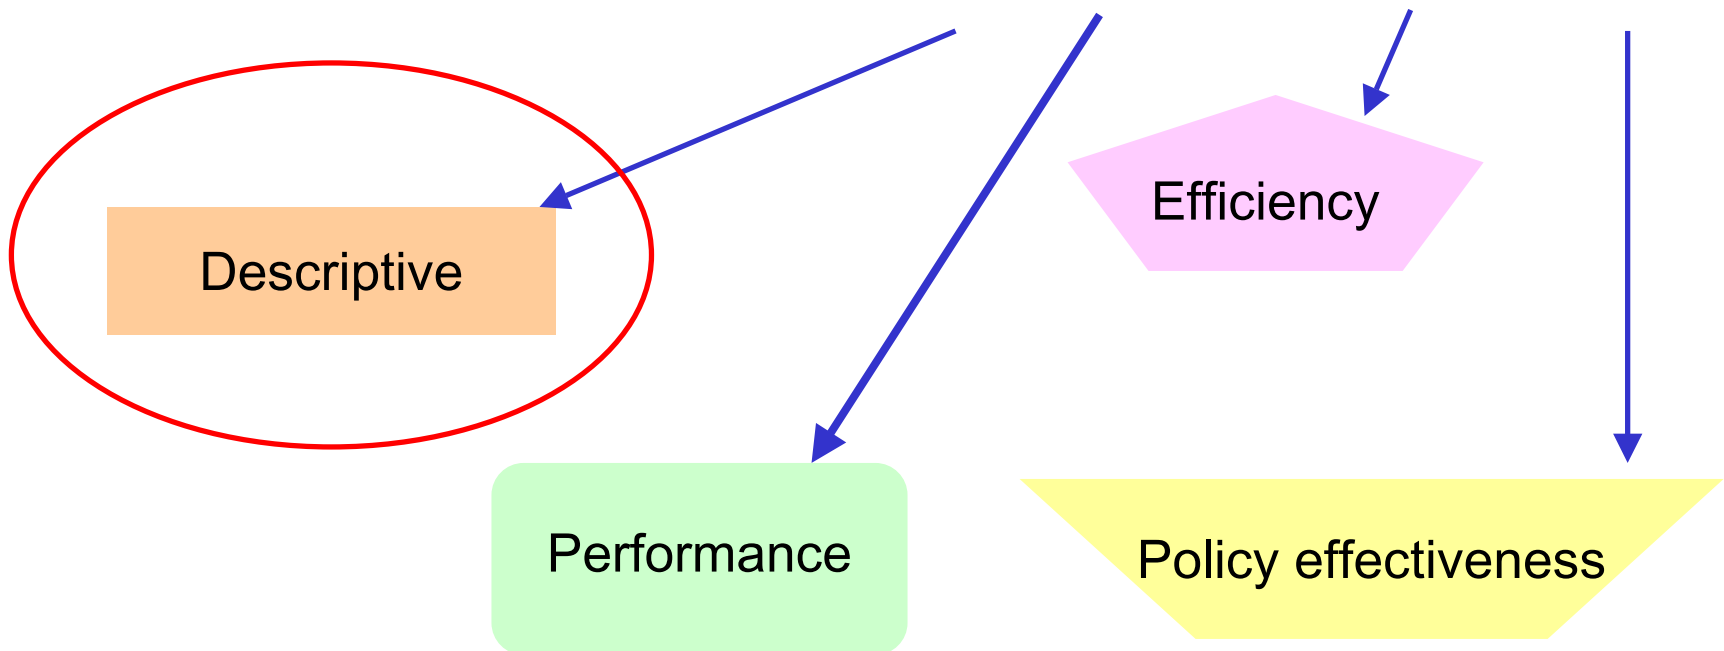 Efficiency
Descriptive
Performance
Policy effectiveness